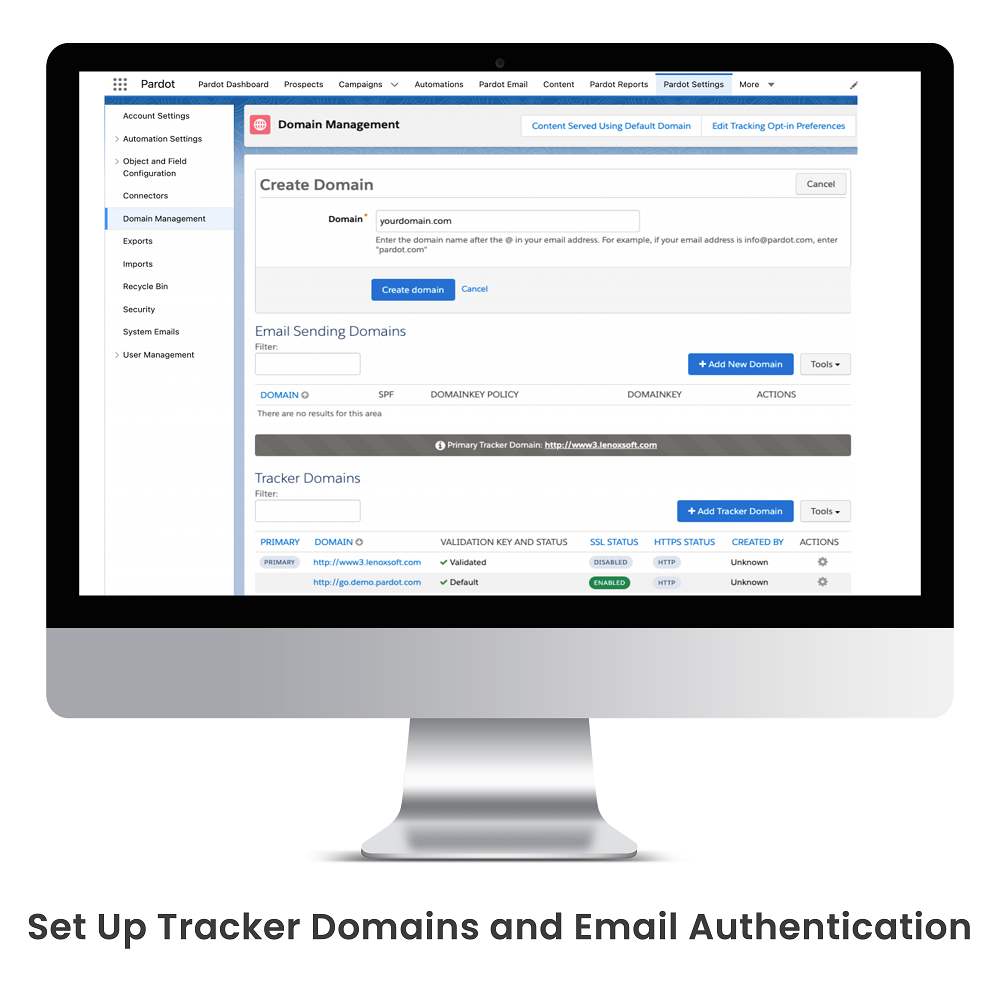 Pardot
Pardot Dashboard
Prospects
Campaigns
Automations
Pardot Email
Content
Pardot Reports
Pardot Settings
More
Account Settings
Automation Settings
Object and Field
Configuration
Connectors
Domain Management
Exports
Imports
Recycle Bin
Security
System Emails
User Management
Domain Management
Content Served Using Default Domain
Edit Tracking Opt-in Preferences
Create Domain
Cancel
Domain*
yourdomain.com
Enter the domain name after the @ in your email address. For example, if your email address is info@pardot.com, enter
"pardot.com"
Create domain
Cancel
Email Sending Domains
Filter:
+ Add New Domain
Tools
DOMAIN SPF DOMAINKEY POLICY DOMAINKEY ACTIONS
There are no results for this area
Primary Tracker Domain: http://www3.lenoxsoft.com
Tracker Domains
Filter:
+ Add Tracker Domain
Tools
PRIMARY DOMAIN VALIDATION KEY AND STATUS SSL STATUS HTTPS STATUS CREATED BY ACTIONS
PRIMARY http://www3.lenoxsoft.com Validated DISABLED HTTP Unknown
http://go.demo.pardot.com Default ENABLED HTTP Unknown
Set Up Tracker Domains and Email Authentication